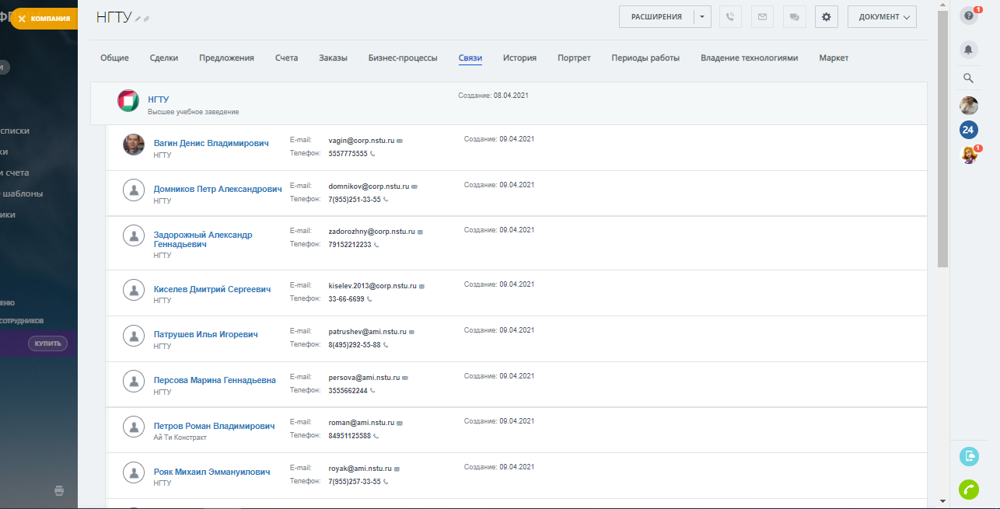 КОМПАНИЯ
НГТУ
РАСШИРЕНИЯ
ДОКУМЕНТ
1
Общие Сделки Предложения Счета Заказы Бизнес-процессы Связи История Портрет Периоды работы Владение технологиями Маркет
НГТУ
Высшее учебное заведение
Создание: 08.04.2021
Вагин Денис Владимирович
НГТУ
E-mail: vagin@corp.nstu.ru
Телефон: 5557775555
Создание: 09.04.2021
Домников Петр Александрович
НГТУ
E-mail: domnikov@corp.nstu.ru
Телефон: 7(955)251-33-55
Создание: 09.04.2021
Задорожный Александр
Геннадьевич
НГТУ
E-mail: zadorozhny@corp.nstu.ru
Телефон: 79152212233
Создание: 09.04.2021
Киселев Дмитрий Сергеевич
НГТУ
E-mail: kiselev.2013@corp.nstu.ru
Телефон: 33-66-6699
Создание: 09.04.2021
Патрушев Илья Игоревич
НГТУ
E-mail: patrushev@ami.nstu.ru
Телефон: 8(495)292-55-88
Создание: 09.04.2021
Персова Марина Геннадьевна
НГТУ
E-mail: persova@ami.nstu.ru
Телефон: 3555662244
Создание: 09.04.2021
Петров Роман Владимирович
Ай Ти Констракт
E-mail: roman@ami.nstu.ru
Телефон: 84951125588
Создание: 09.04.2021
Рояк Михаил Эммануилович
НГТУ
E-mail: royak@ami.nstu.ru
Телефон: 7(955)257-33-55
Создание: 09.04.2021
списки
ки
и счета
шаблоны
ики
ЕНЮ
СОТРУДНИКОВ
КУПИТЬ
24
1